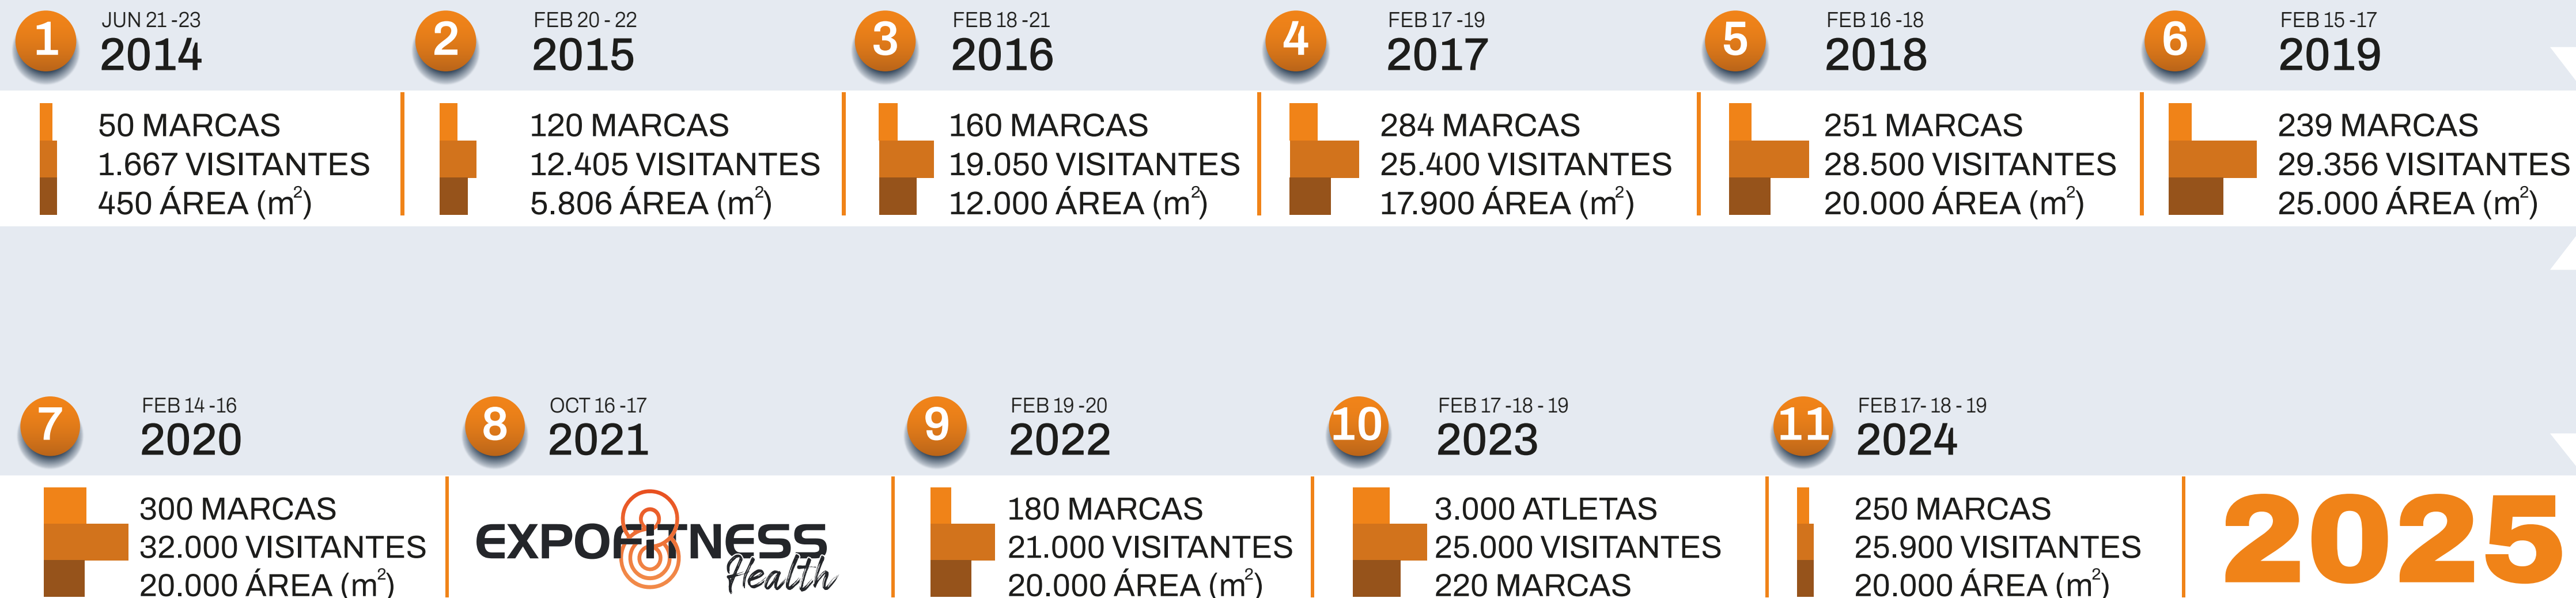 1
JUN 21 -23
2014
50 MARCAS
1.667 VISITANTES
450 ÁREA (m²)
2
FEB 20 - 22
2015
120 MARCAS
12.405 VISITANTES
5.806 ÁREA (m²)
3
FEB 18 -21
2016
160 MARCAS
19.050 VISITANTES
12.000 ÁREA (m²)
4
FEB 17 -19
2017
284 MARCAS
25.400 VISITANTES
17.900 ÁREA (m²)
5
FEB 16 -18
2018
251 MARCAS
28.500 VISITANTES
20.000 ÁREA (m²)
6
FEB 15 -17
2019
239 MARCAS
29.356 VISITANTES
25.000 ÁREA (m²)
7
FEB 14 -16
2020
300 MARCAS
32.000 VISITANTES
20.000 ÁREA (m²)
8
OCT 16 -17
2021
EXPOFITNESS
Health
9
FEB 19 -20
2022
180 MARCAS
21.000 VISITANTES
20.000 ÁREA (m²)
10
FEB 17 -18 - 19
2023
3.000 ATLETAS
25.000 VISITANTES
220 MARCAS
11
FEB 17- 18 - 19
2024
250 MARCAS
25.900 VISITANTES
20.000 ÁREA (m²)
2025